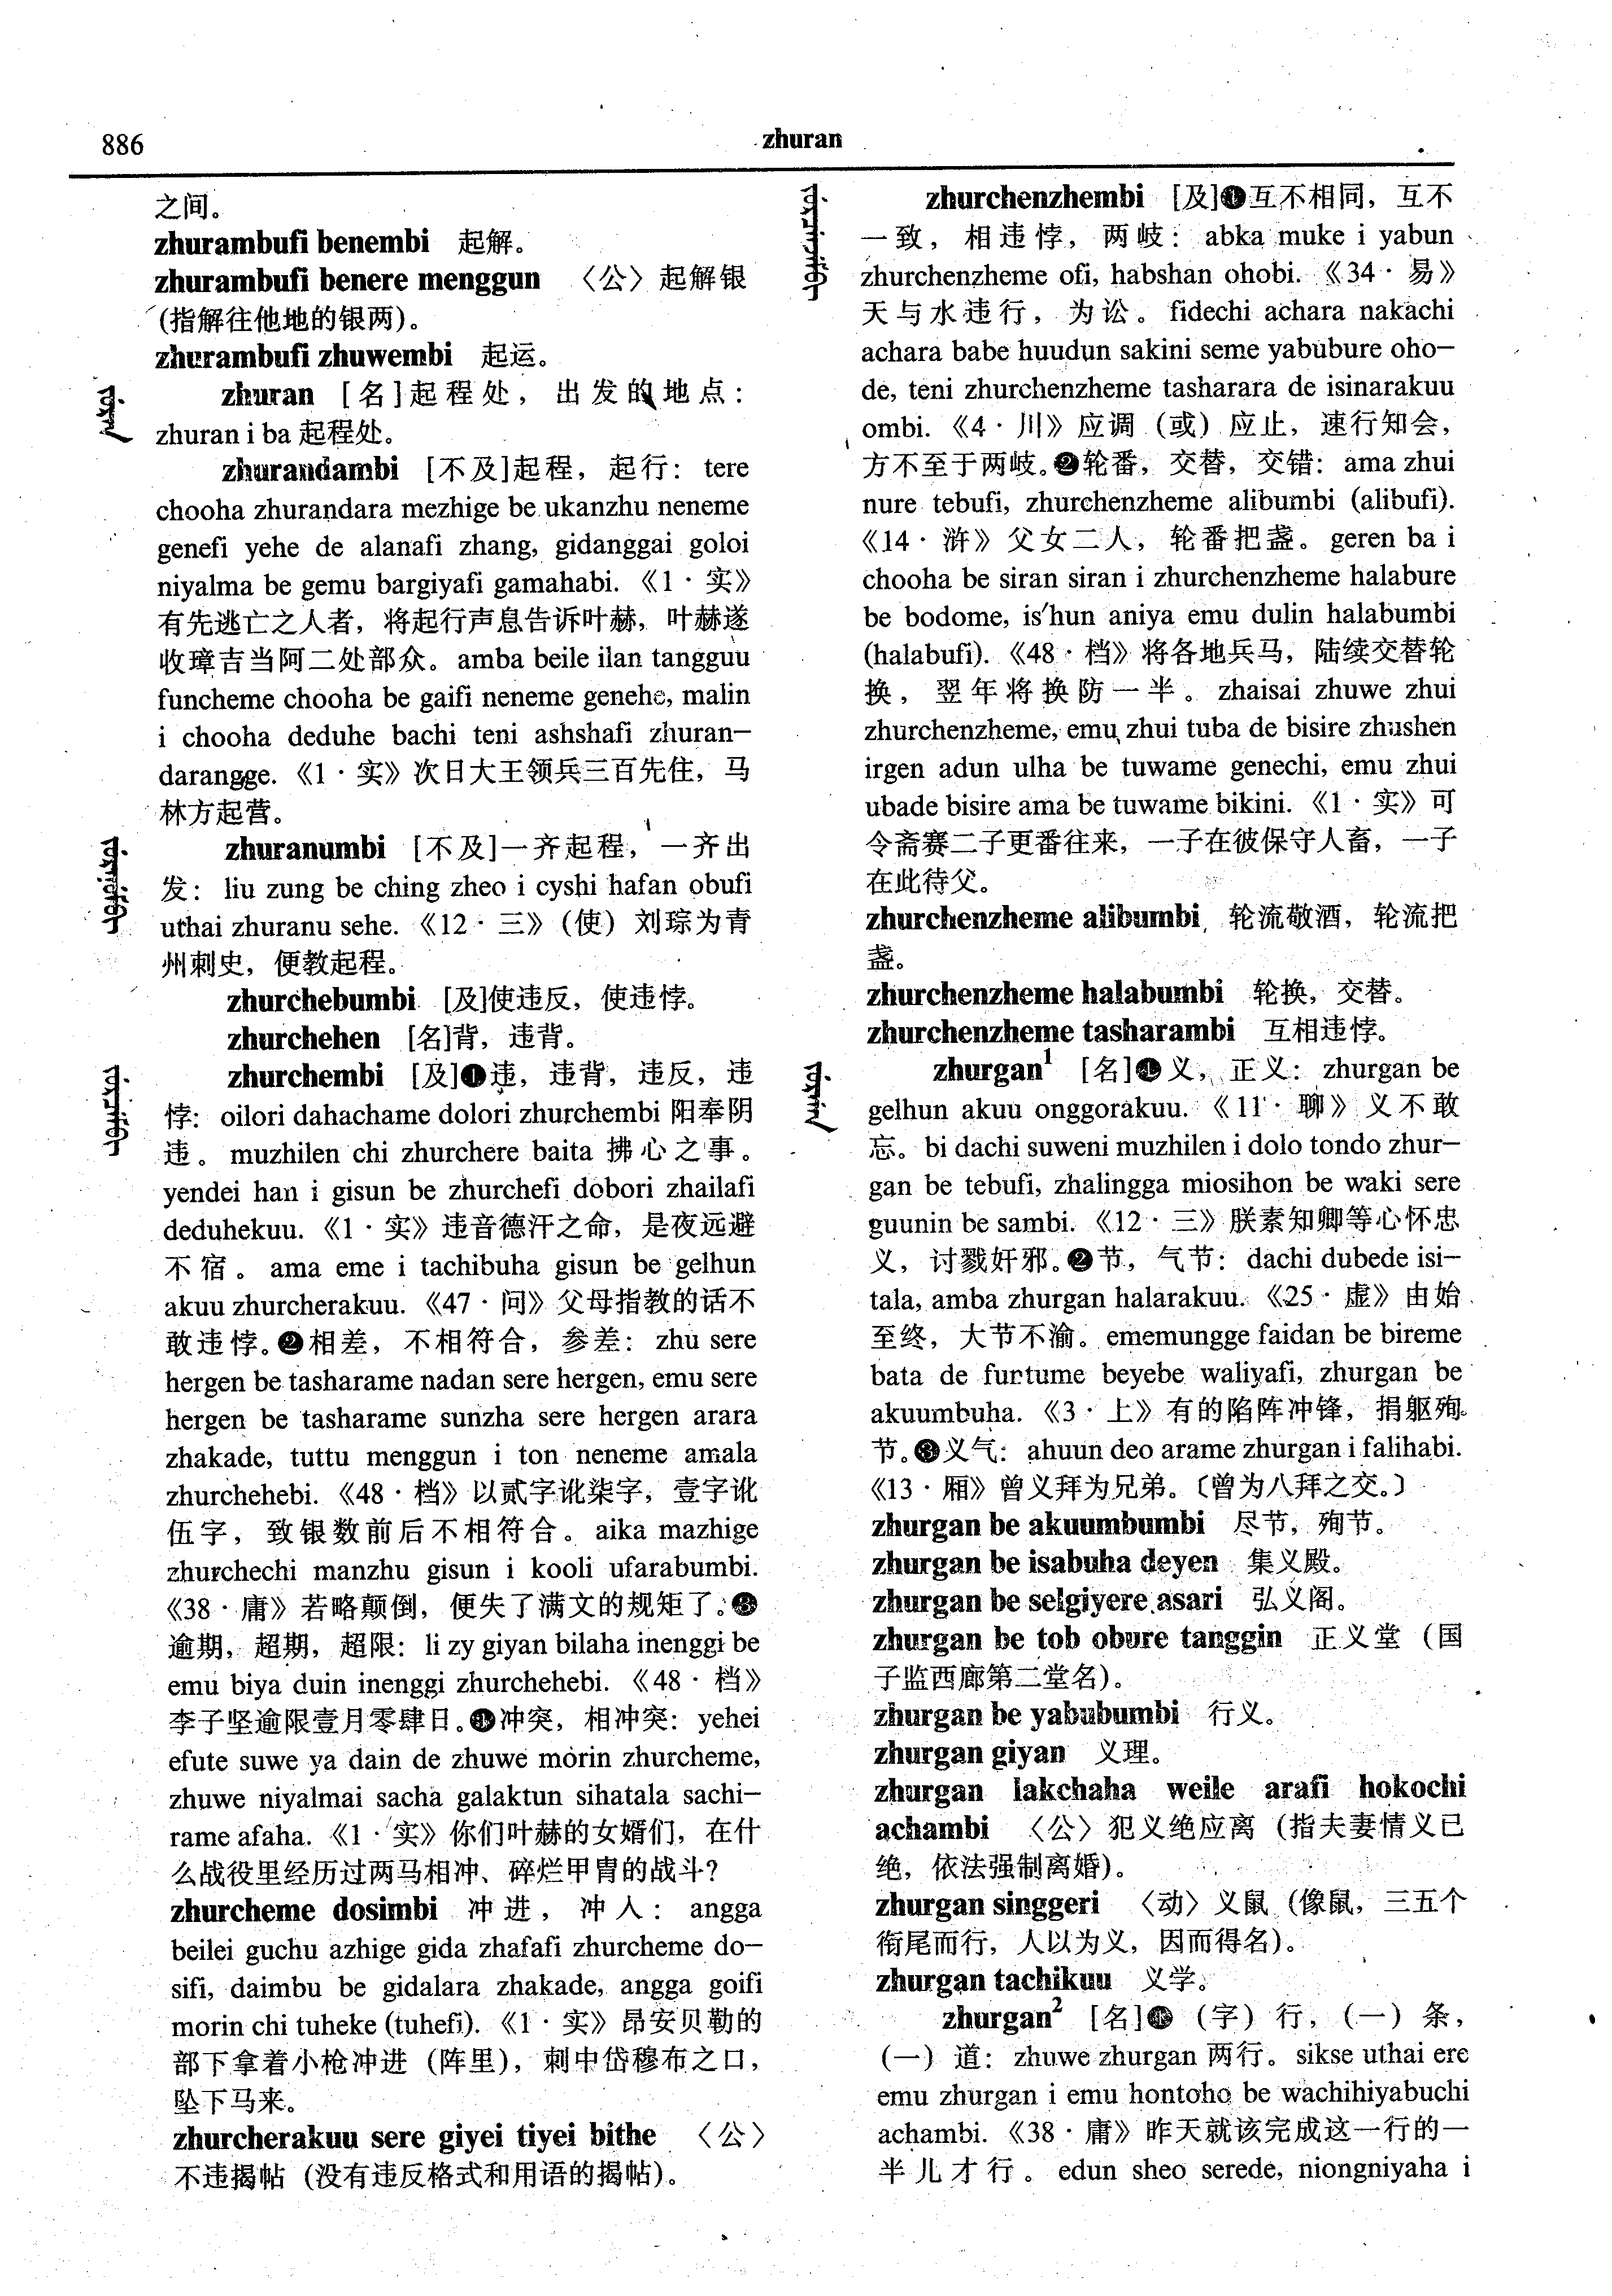 886
zhuran
之间。
zhurambufi benembi 起解。
zhurambufi benere menggun 〈公〉起解银
(指解往他地的银两)。
zhurambufi zhuwembi 起运。
zhuran [名]起程处，出发的地点：
zhuran i ba 起程处。
zhurandambi [不及]起程，起行：tere
chooha zhurandara mezhige be ukanzhu neneme
genefi yehe de alanafi zhang, gidanggai goloi
niyalma be gemu bargiyafi gamahabi.《1·实》
有先逃亡之人者，将起行声息告诉叶赫，叶赫遂
收璋吉当阿二处部众。amba beile ilan tangguu
funcheme chooha be gaifi neneme genehe, malin
i chooha deduhe bachi teni ashshafi zhuran—
darangge.《1·实》次日大王领兵三百先住，马
林方起营。
zhuranumbi [不及]一齐起程，一齐出
发：liu zung be ching zheo i cyshi hafan obufi
uthai zhuranu sehe.《12·三》(使) 刘琮为青
州刺史，便教起程。
zhurchebumbi [及]使违反，使违悖。
zhurchehen [名]背，违背。
zhurchembi [及]❶违，违背，违反，违
悖：oilori dahachame dolori zhurchembi 阳奉阴
违。muzhilen chi zhurchere baita 拂心之事。
yendei han i gisun be zhurchefi dobori zhailafi
deduhekuu.《1·实》违音德汗之命，是夜远避
不宿。ama eme i tachibuha gisun be gelhun
akuu zhurcherakuu.《47·问》父母指教的话不
敢违悖。❷相差，不相符合，参差：zhu sere
hergen be tasharame nadan sere hergen, emu sere
hergen be tasharame sunzha sere hergen arara
zhakade, tuttu menggun i ton neneme amala
zhurchehebi.《48·档》以贰字讹柒字，壹字讹
伍字，致银数前后不相符合。aika mazhige
zhurchechi manzhu gisun i kooli ufarabumbi.
《38·庸》若略颠倒，便失了满文的规矩了。❸
逾期，超期，超限：li zy giyan bilaha inenggi be
emu biya duin inenggi zhurchehebi.《48·档》
李子坚逾限壹月零肆日。❹冲突，相冲突：yehei
efute suwe ya dain de zhuwe morin zhurcheme,
zhuwe niyalmai sacha galaktun sihatala sachi—
rame afaha.《1·实》你们叶赫的女婿们，在什
么战役里经历过两马相冲、碎烂甲胄的战斗？
zhurcheme dosimbi 冲进，冲人：angga
beilei guchu azhige gida zhafafi zhurcheme do—
sifi, daimbu be gidalara zhakade, angga goifi
morin chi tuheke (tuhefi).《1·实》昂安贝勒的
部下拿着小枪冲进 (阵里)，刺中岱穆布之口，
坠下马来。
zhurcherakuu sere giyei tiyei bithe 〈公〉
不违揭帖 (没有违反格式和用语的揭帖)。
zhurchenzhembi [及]❶互不相同，互不
一致，相违悖，两岐：abka muke i yabun
zhurchenzheme ofi, habshan ohobi.《34·易》
天与水违行，为讼。fidechi achara nakachi
achara babe huudun sakini seme yabubure oho—
de, teni zhurchenzheme tasharara de isinarakuu
ombi.《4·川》应调 (或) 应止，速行知会，
方不至于两岐。❷轮番，交替，交错：ama zhui
nure tebufi, zhurchenzheme alibumbi (alibufi).
《14·浒》父女二人，轮番把盏。geren ba i
chooha be siran siran i zhurchenzheme halabure
be bodome, is'hun aniya emu dulin halabumbi
(halabufi).《48·档》将各地兵马，陆续交替轮
换，翌年将换防一半。zhaisai zhuwe zhui
zhurchenzheme, emu zhui tuba de bisire zhushen
irgen adun ulha be tuwame genechi, emu zhui
ubade bisire ama be tuwame bikini.《1·实》可
令斋赛二子更番往来，一子在彼保守人畜，一子
在此待父。
zhurchenzheme alibumbi 轮流敬酒，轮流把
盏。
zhurchenzheme halabumbi 轮换，交替。
zhurchenzheme tasharambi 互相违悖。
zhurgan¹ [名]❶义，正义：zhurgan be
gelhun akuu onggorakuu.《11·聊》义不敢
忘。bi dachi suweni muzhilen i dolo tondo zhur—
gan be tebufi, zhalingga miosihon be waki sere
guunin be sambi.《12·三》朕素知卿等心怀忠
义，讨戮奸邪。❷节，气节：dachi dubede isi—
tala, amba zhurgan halarakuu.《25·虚》由始
至终，大节不渝。ememungge faidan be bireme
bata de furtume beyebe waliyafi, zhurgan be
akuumbuha.《3·上》有的陷阵冲锋，捐躯殉
节。❸义气：ahuun deo arame zhurgan i falihabi.
《13·厢》曾义拜为兄弟。〔曾为八拜之交。〕
zhurgan be akuumbumbi 尽节，殉节。
zhurgan be isabuha deyen 集义殿。
zhurgan be selgiyere asari 弘义阁。
zhurgan be tob obure tanggin 正义堂 (国
子监西廊第二堂名)。
zhurgan be yabubumbi 行义。
zhurgan giyan 义理。
zhurgan lakchaha weile arafi hokochi
achambi 〈公〉犯义绝应离 (指夫妻情义已
绝，依法强制离婚)。
zhurgan singgeri 〈动〉义鼠 (像鼠，三五个
衔尾而行，人以为义，因而得名)。
zhurgan tachikuu 义学。
zhurgan² [名]❶ (字) 行，(一) 条，
(一) 道：zhuwe zhurgan 两行。sikse uthai ere
emu zhurgan i emu hontoho be wachihiyabuchi
achambi.《38·庸》昨天就该完成这一行的一
半儿才行。edun sheo serede, niongniyaha i